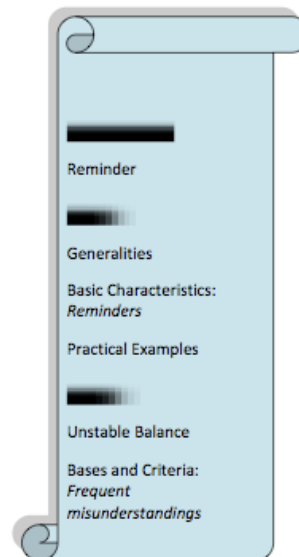 Reminder
Generalities
Basic Characteristics:
Reminders
Practical Examples
Unstable Balance
Bases and Criteria:
Frequent
misunderstandings